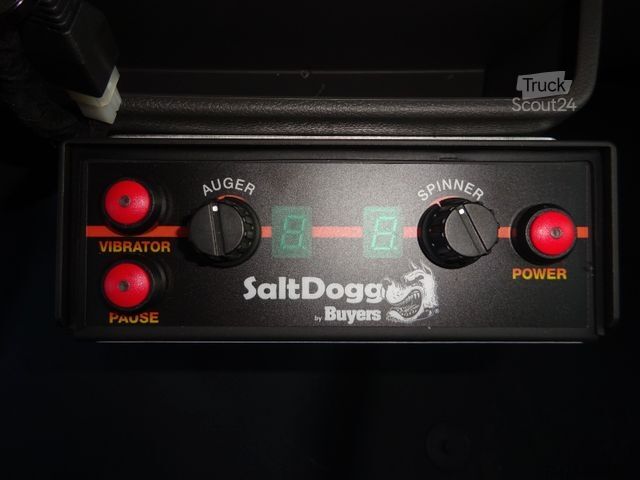 Truck
Scout24
AUGER
SPINNER
VIBRATOR
POWER
PAUSE
SaltDogg
by Buyers